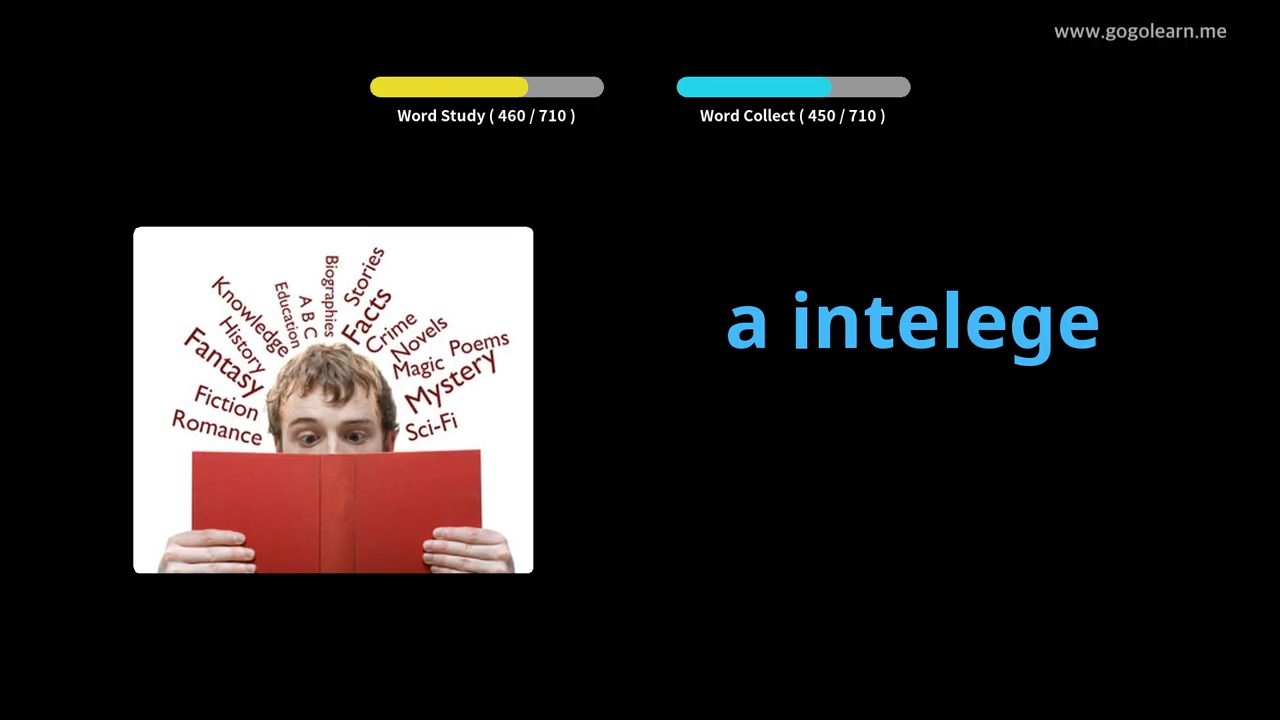 www.gogolearn.me
Word Study ( 460 / 710 )
Word Collect ( 450 / 710 )
a intelege
Knowledge
History
Fantasy
Fiction
Romance
Education
A B C
Biographies
Stories
Facts
Crime
Novels
Magic
Poems
Mystery
Sci-Fi